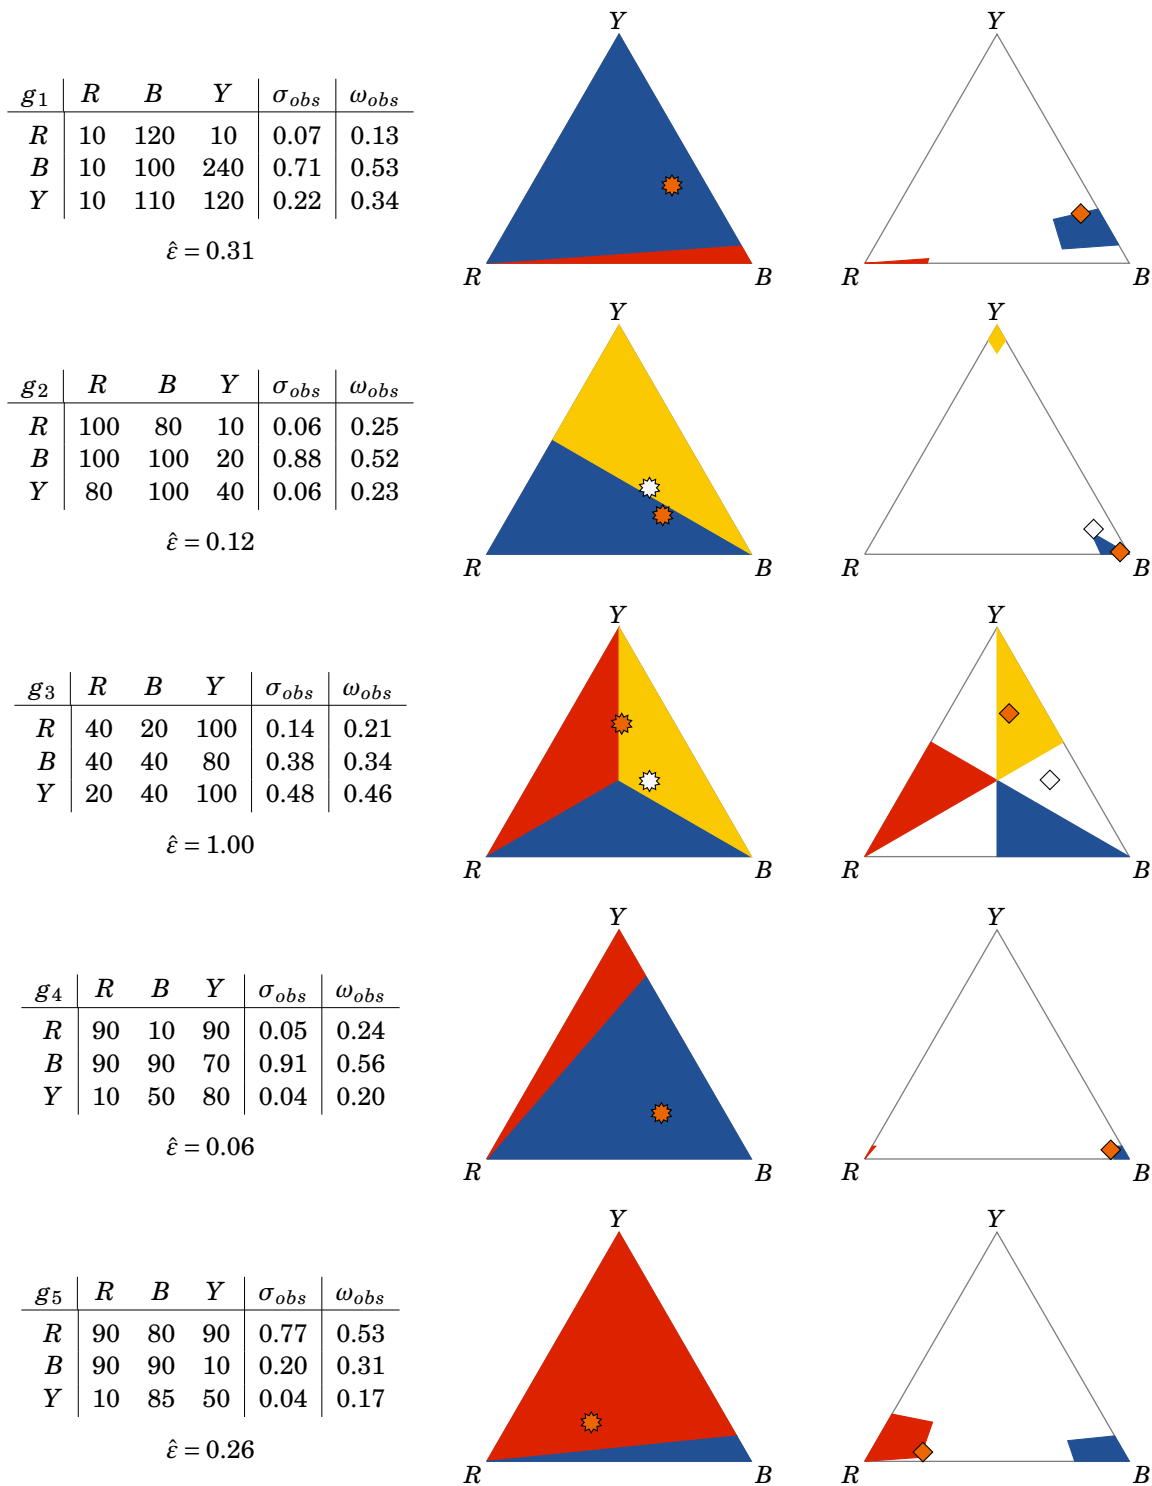 Y Y
g1 R B Y σobs ωobs
R 10 120 10 0.07 0.13
B 10 100 240 0.71 0.53
Y 10 110 120 0.22 0.34
ε̂ = 0.31
R B R B
Y Y
g2 R B Y σobs ωobs
R 100 80 10 0.06 0.25
B 100 100 20 0.88 0.52
Y 80 100 40 0.06 0.23
ε̂ = 0.12
R B R B
Y Y
g3 R B Y σobs ωobs
R 40 20 100 0.14 0.21
B 40 40 80 0.38 0.34
Y 20 40 100 0.48 0.46
ε̂ = 1.00
R B R B
Y Y
g4 R B Y σobs ωobs
R 90 10 90 0.05 0.24
B 90 90 70 0.91 0.56
Y 10 50 80 0.04 0.20
ε̂ = 0.06
R B R B
Y Y
g5 R B Y σobs ωobs
R 90 80 90 0.77 0.53
B 90 90 10 0.20 0.31
Y 10 85 50 0.04 0.17
ε̂ = 0.26
R B R B